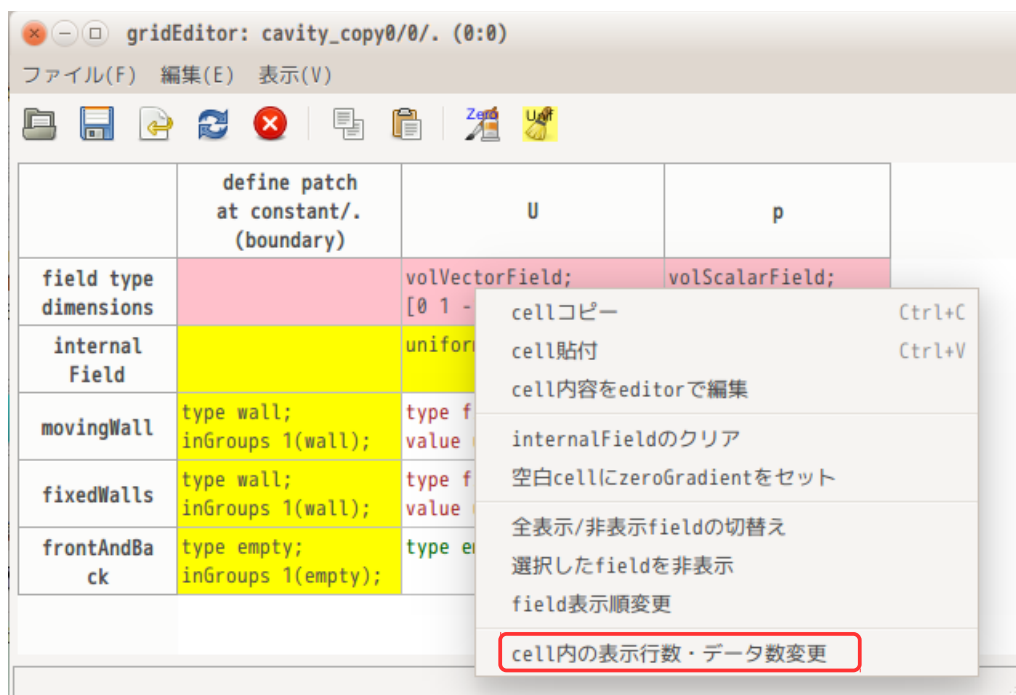 gridEditor: cavity_copy0/0/. (0:0)
ファイル(F) 編集(E) 表示(V)
Zero Unif
define patch
at constant/.
(boundary)
U
p
field type
dimensions
volVectorField;
[0 1 -
volScalarField;
internal
Field
unifor
movingWall
type wall;
inGroups 1(wall);
type f
value
fixedWalls
type wall;
inGroups 1(wall);
type f
value
frontAndBa
ck
type empty;
inGroups 1(empty);
type e
cellコピー Ctrl+C
cell貼付 Ctrl+V
cell内容をeditorで編集
internalFieldのクリア
空白cellにzeroGradientをセット
全表示/非表示fieldの切替え
選択したfieldを非表示
field表示順変更
cell内の表示行数・データ数変更